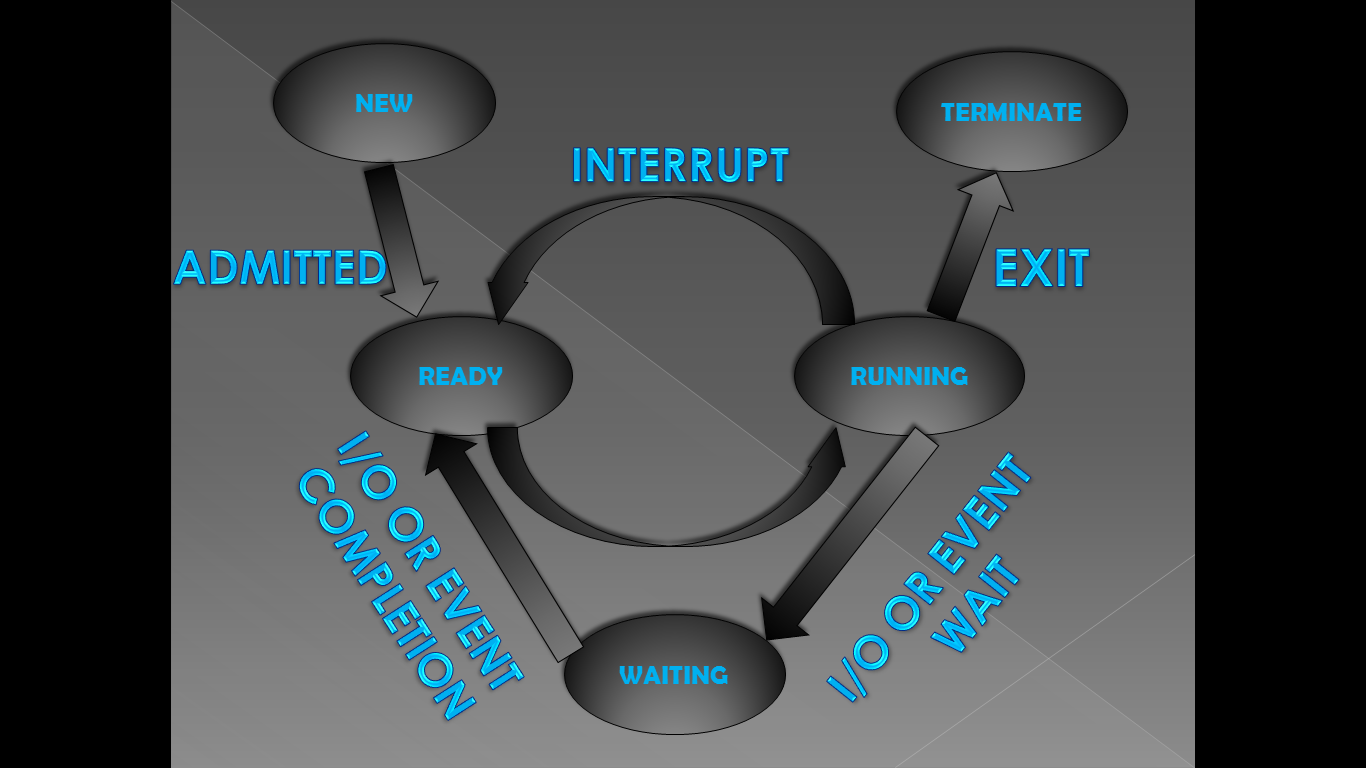 NEW
TERMINATE
INTERRUPT
ADMITTED
EXIT
READY
RUNNING
I/O OR EVENT
COMPLETION
I/O OR EVENT
WAIT
WAITING